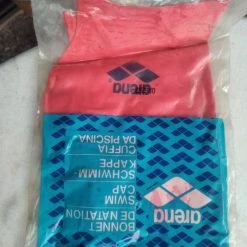 arena
arena
BONNET
DE NATATION
SWIM
CAP
SCHWIMM-
KAPPE
CUFFIA
DA PISCINA